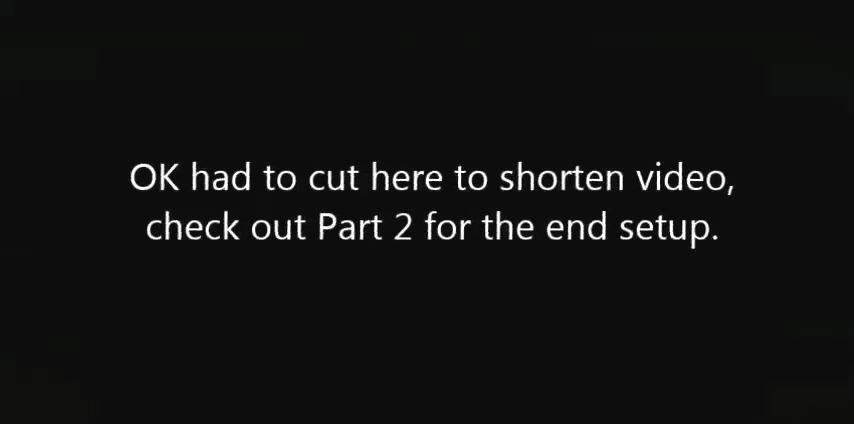 OK had to cut here to shorten video,
check out Part 2 for the end setup.